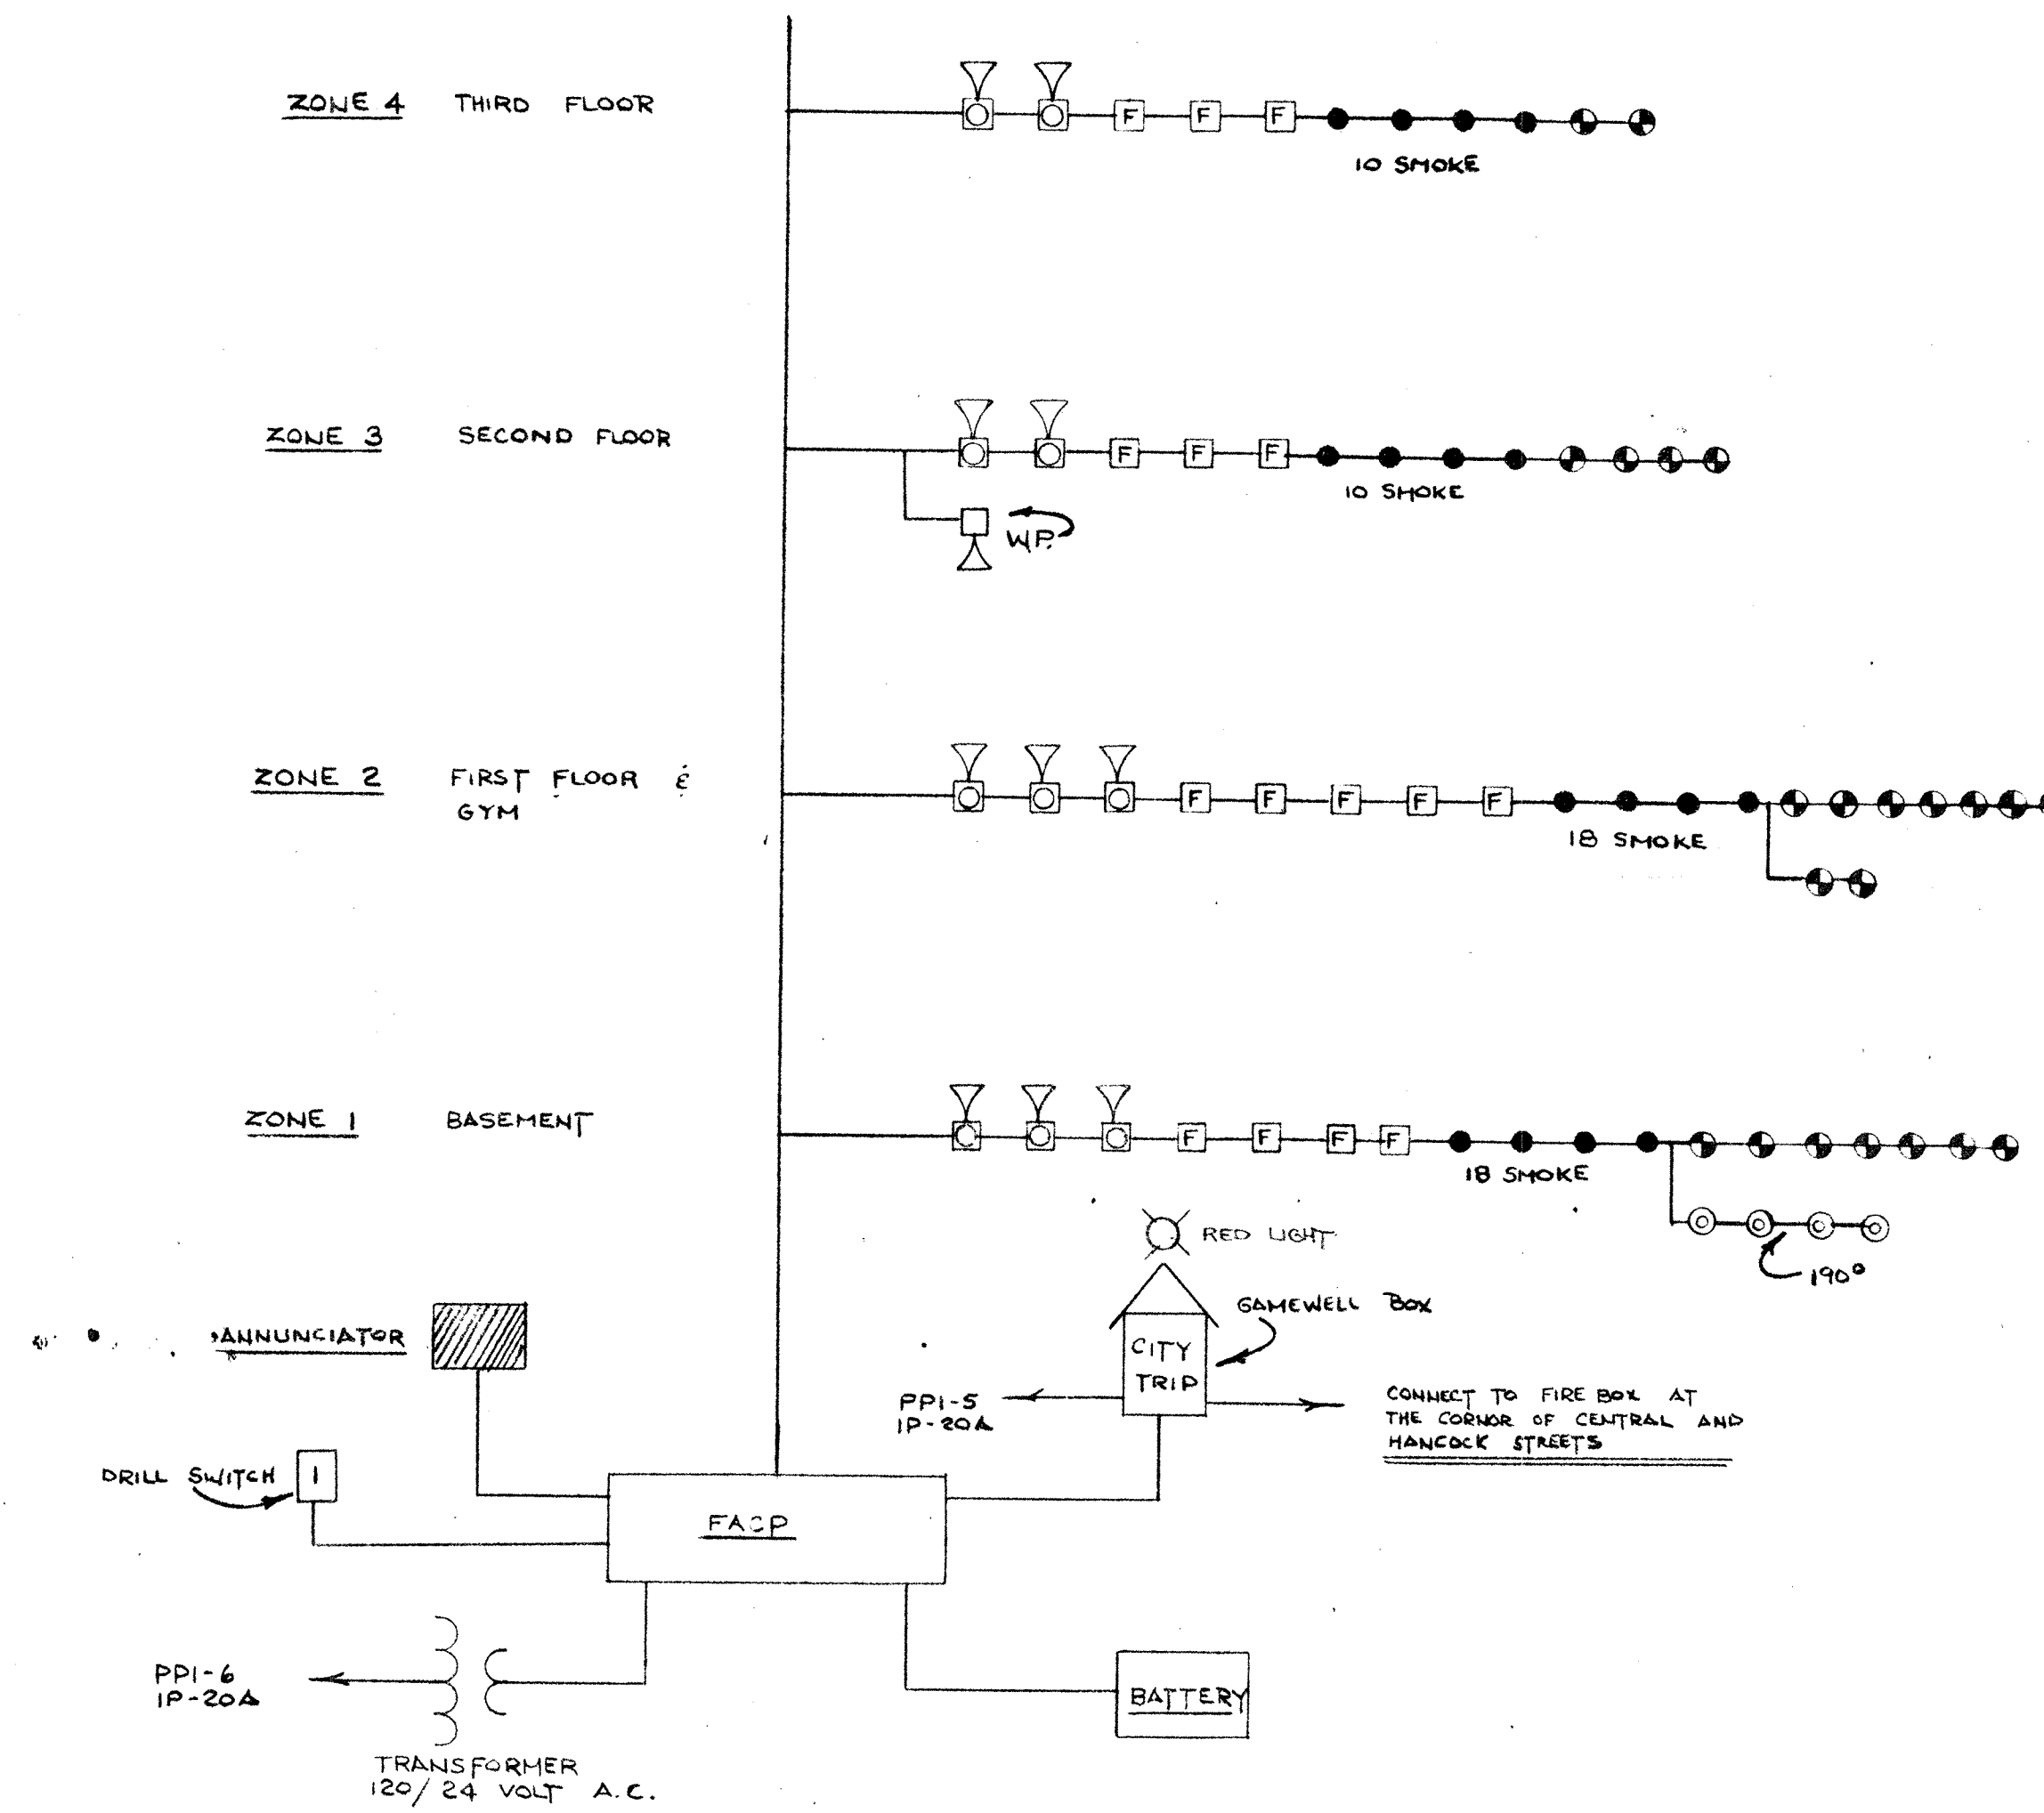 ZONE 4 THIRD FLOOR
F F F
10 SMOKE
ZONE 3 SECOND FLOOR
F F F
10 SMOKE
W.P.
ZONE 2 FIRST FLOOR &
GYM
F F F F F
18 SMOKE
ZONE 1 BASEMENT
F F F F
18 SMOKE
190°
RED LIGHT
GAMEWELL BOX
ANNUNCIATOR
CITY
TRIP
PP1-5
1P-20A
CONNECT TO FIRE BOX AT
THE CORNOR OF CENTRAL AND
HANCOCK STREETS
DRILL SWITCH 1
FACP
PP1-6
1P-20A
BATTERY
TRANSFORMER
120/24 VOLT A.C.